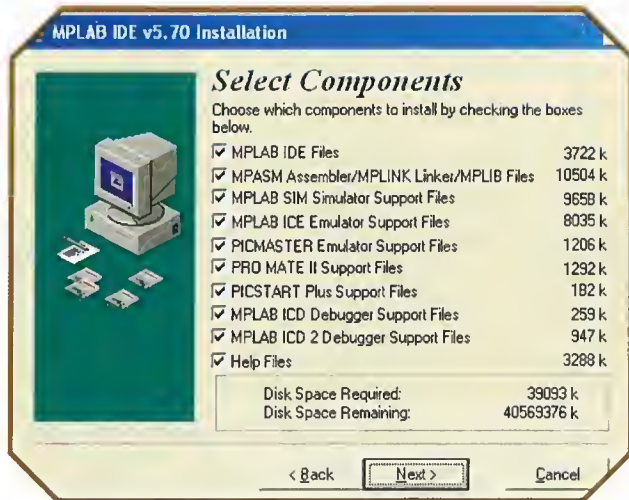 MPLAB IDE v5.70 Installation
Select Components
Choose which components to install by checking the boxes
below.
MPLAB IDE Files 3722 k
MPASM Assembler/MPLINK Linker/MPLIB Files 10504 k
MPLAB SIM Simulator Support Files 9658 k
MPLAB ICE Emulator Support Files 8035 k
PICMASTER Emulator Support Files 1206 k
PRO MATE II Support Files 1292 k
PICSTART Plus Support Files 182 k
MPLAB ICD Debugger Support Files 259 k
MPLAB ICD 2 Debugger Support Files 947 k
Help Files 3288 k
Disk Space Required: 39093 k
Disk Space Remaining: 40569376 k
< Back Next > Cancel